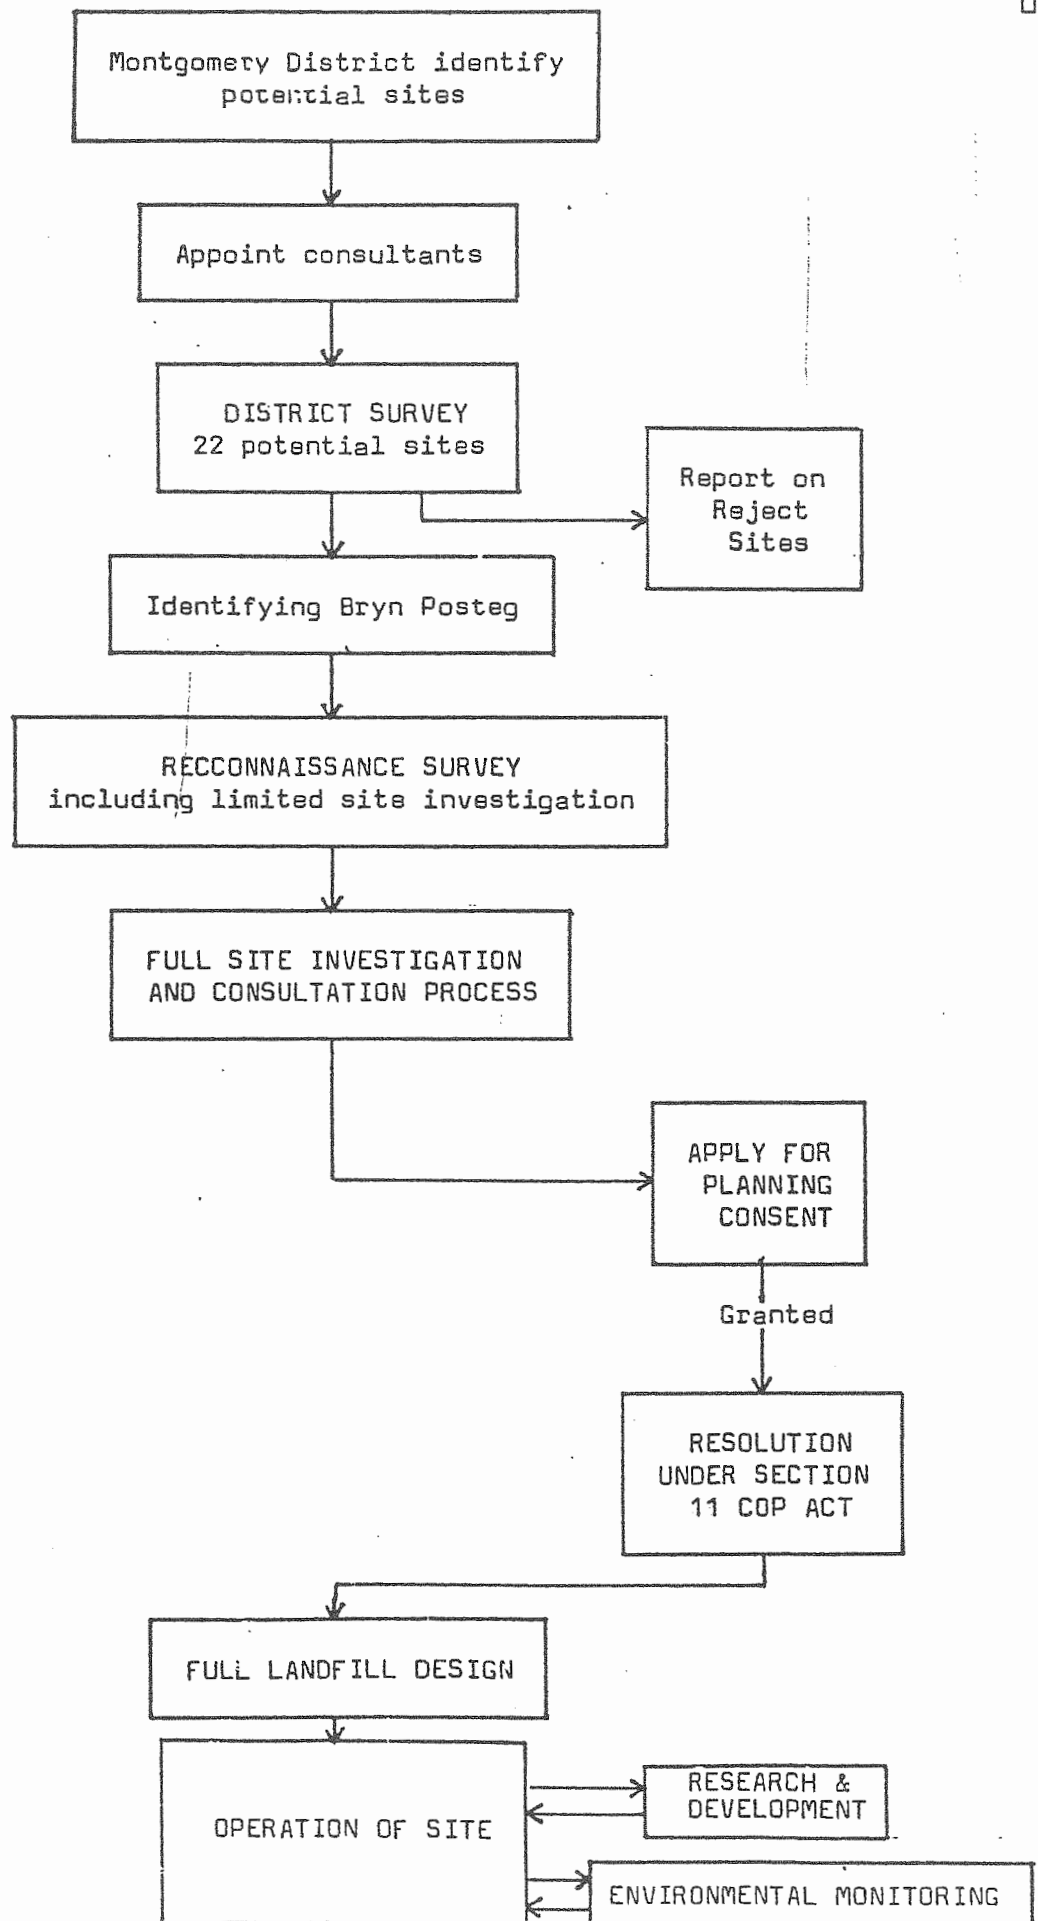 Montgomery District identify
potential sites
Appoint consultants
DISTRICT SURVEY
22 potential sites
Report on
Reject
Sites
Identifying Bryn Posteg
RECCONNAISSANCE SURVEY
including limited site investigation
FULL SITE INVESTIGATION
AND CONSULTATION PROCESS
APPLY FOR
PLANNING
CONSENT
Granted
RESOLUTION
UNDER SECTION
11 COP ACT
FULL LANDFILL DESIGN
OPERATION OF SITE
RESEARCH &
DEVELOPMENT
ENVIRONMENTAL MONITORING